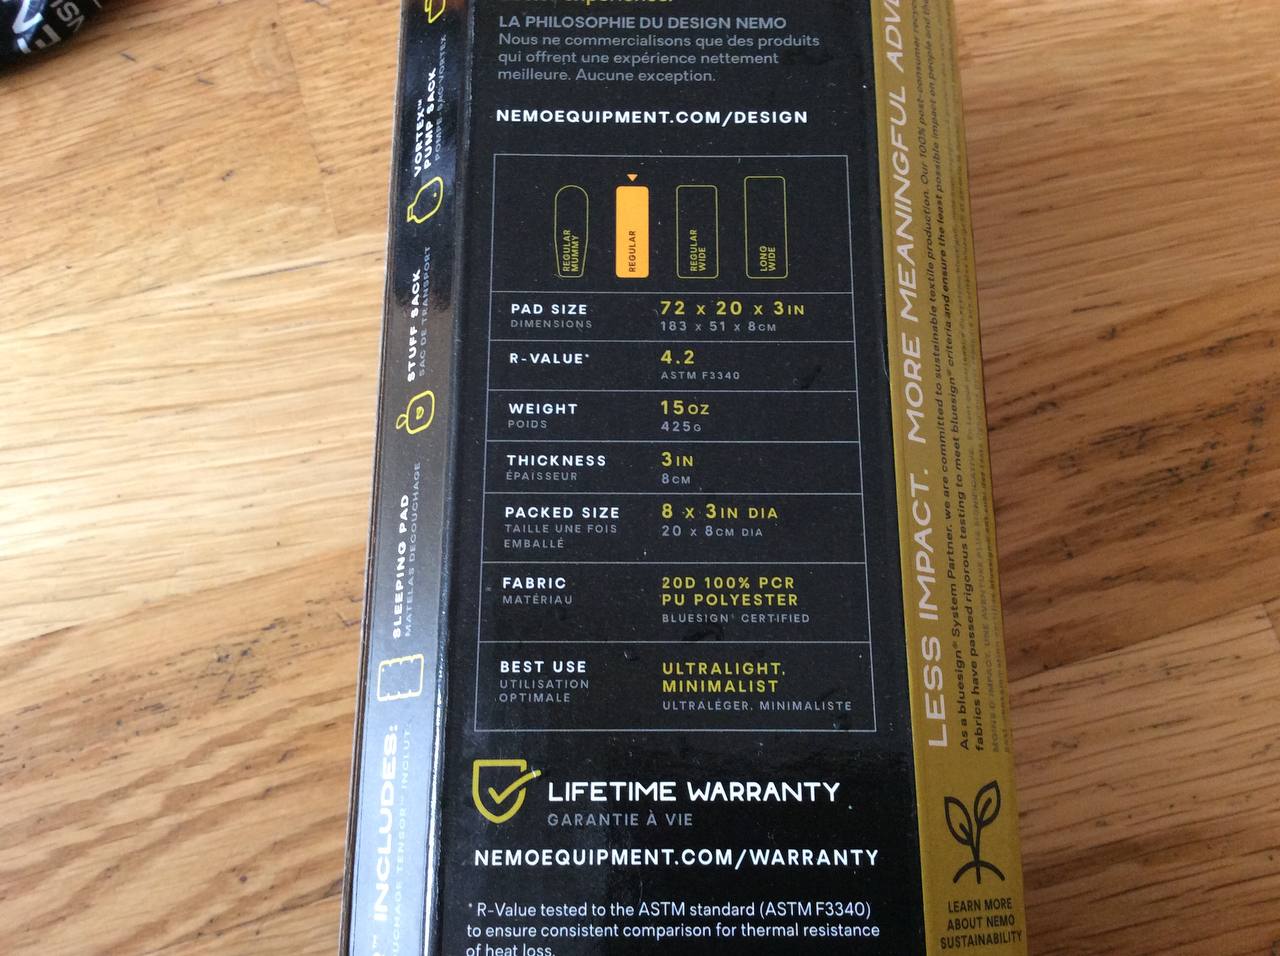 LA PHILOSOPHIE DU DESIGN NEMO
Nous ne commercialisons que des produits
qui offrent une expérience nettement
meilleure. Aucune exception.
NEMOEQUIPMENT.COM/DESIGN
REGULAR
MUMMY
REGULAR
REGULAR
WIDE
LONG
WIDE
PAD SIZE 72 x 20 x 3IN
DIMENSIONS 183 x 51 x 8CM
R-VALUE* 4.2
ASTM F3340
WEIGHT 15OZ
POIDS 425G
THICKNESS 3IN
ÉPAISSEUR 8CM
PACKED SIZE 8 x 3IN DIA
TAILLE UNE FOIS 20 x 8CM DIA
EMBALLÉ
FABRIC 20D 100% PCR
MATÉRIAU PU POLYESTER
BLUESIGN® CERTIFIED
BEST USE ULTRALIGHT,
UTILISATION MINIMALIST
OPTIMALE ULTRALÉGER, MINIMALISTE
LIFETIME WARRANTY
GARANTIE À VIE
NEMOEQUIPMENT.COM/WARRANTY
* R-Value tested to the ASTM standard (ASTM F3340)
to ensure consistent comparison for thermal resistance
of heat loss.
INCLUDES:
TENSOR™ INCLUT:
SLEEPING PAD
MATELAS DE COUCHAGE
STUFF SACK
SAC DE TRANSPORT
VORTEX™
PUMP SACK
POMPE-SAC VORTEX
LESS IMPACT. MORE MEANINGFUL
As a bluesign® System Partner, we are committed to sustainable textile production. Our 100% post-consumer
fabrics have passed rigorous testing to meet bluesign® criteria and ensure the least possible impact on people and
LEARN MORE
ABOUT NEMO
SUSTAINABILITY